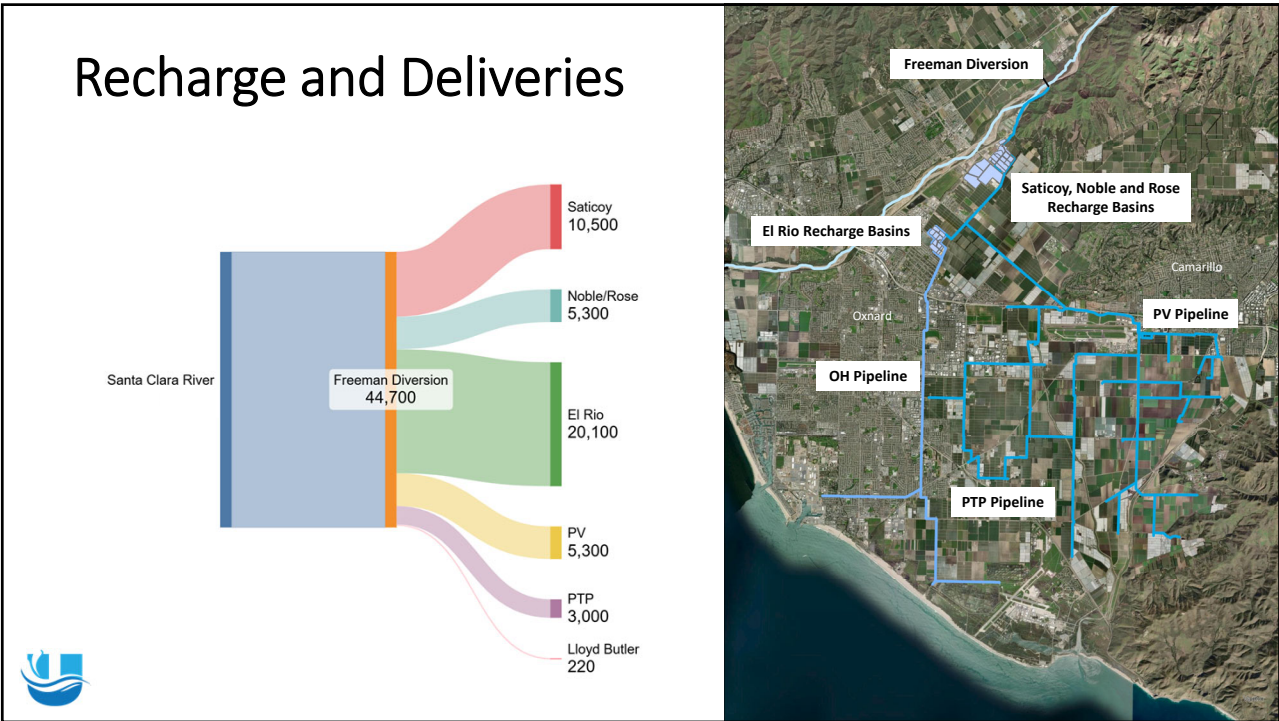 Recharge and Deliveries
Saticoy
10,500
Noble/Rose
5,300
Santa Clara River
Freeman Diversion
44,700
El Rio
20,100
PV
5,300
PTP
3,000
Lloyd Butler
220
Freeman Diversion
Saticoy, Noble and Rose
Recharge Basins
El Rio Recharge Basins
Camarillo
Oxnard
PV Pipeline
OH Pipeline
PTP Pipeline